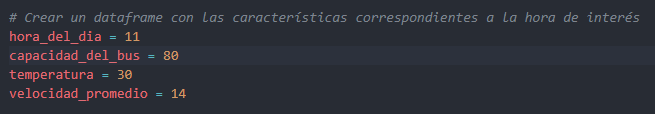 # Crear un dataframe con las características correspondientes a la hora de interés
hora_del_dia = 11
capacidad_del_bus = 80
temperatura = 30
velocidad_promedio = 14